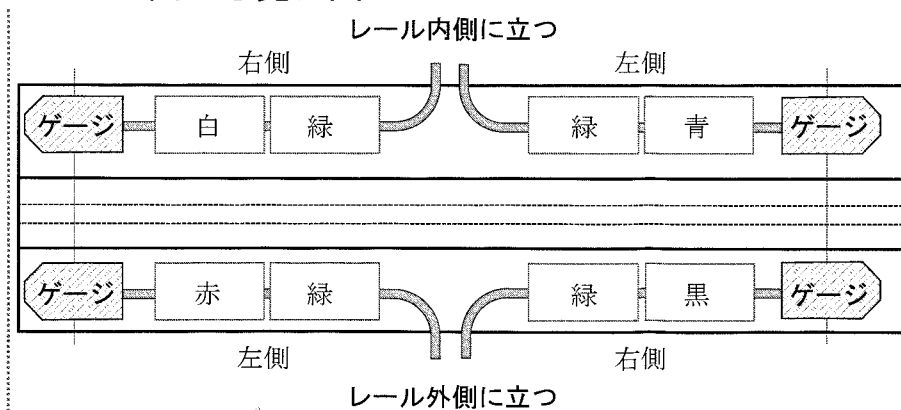 レール内側に立つ
右側 左側
ゲージ 白 緑 緑 青 ゲージ
ゲージ 赤 緑 緑 黒 ゲージ
左側 右側
レール外側に立つ